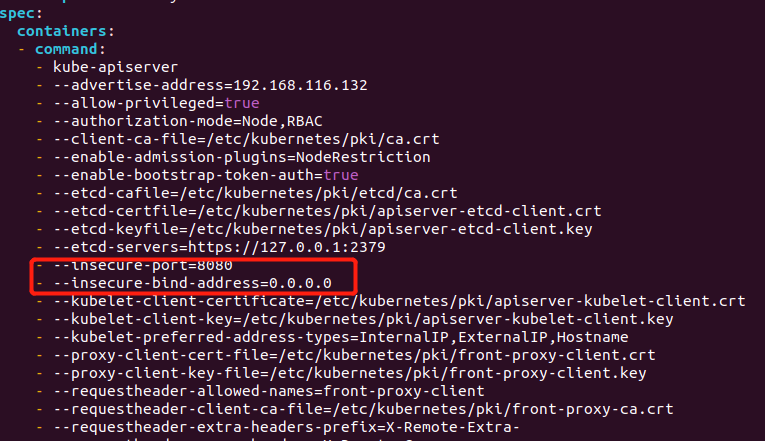 spec:
containers:
- command:
- kube-apiserver
- --advertise-address=192.168.116.132
- --allow-privileged=true
- --authorization-mode=Node,RBAC
- --client-ca-file=/etc/kubernetes/pki/ca.crt
- --enable-admission-plugins=NodeRestriction
- --enable-bootstrap-token-auth=true
- --etcd-cafile=/etc/kubernetes/pki/etcd/ca.crt
- --etcd-certfile=/etc/kubernetes/pki/apiserver-etcd-client.crt
- --etcd-keyfile=/etc/kubernetes/pki/apiserver-etcd-client.key
- --etcd-servers=https://127.0.0.1:2379
- --insecure-port=8080
- --insecure-bind-address=0.0.0.0
- --kubelet-client-certificate=/etc/kubernetes/pki/apiserver-kubelet-client.crt
- --kubelet-client-key=/etc/kubernetes/pki/apiserver-kubelet-client.key
- --kubelet-preferred-address-types=InternalIP,ExternalIP,Hostname
- --proxy-client-cert-file=/etc/kubernetes/pki/front-proxy-client.crt
- --proxy-client-key-file=/etc/kubernetes/pki/front-proxy-client.key
- --requestheader-allowed-names=front-proxy-client
- --requestheader-client-ca-file=/etc/kubernetes/pki/front-proxy-ca.crt
- --requestheader-extra-headers-prefix=X-Remote-Extra-